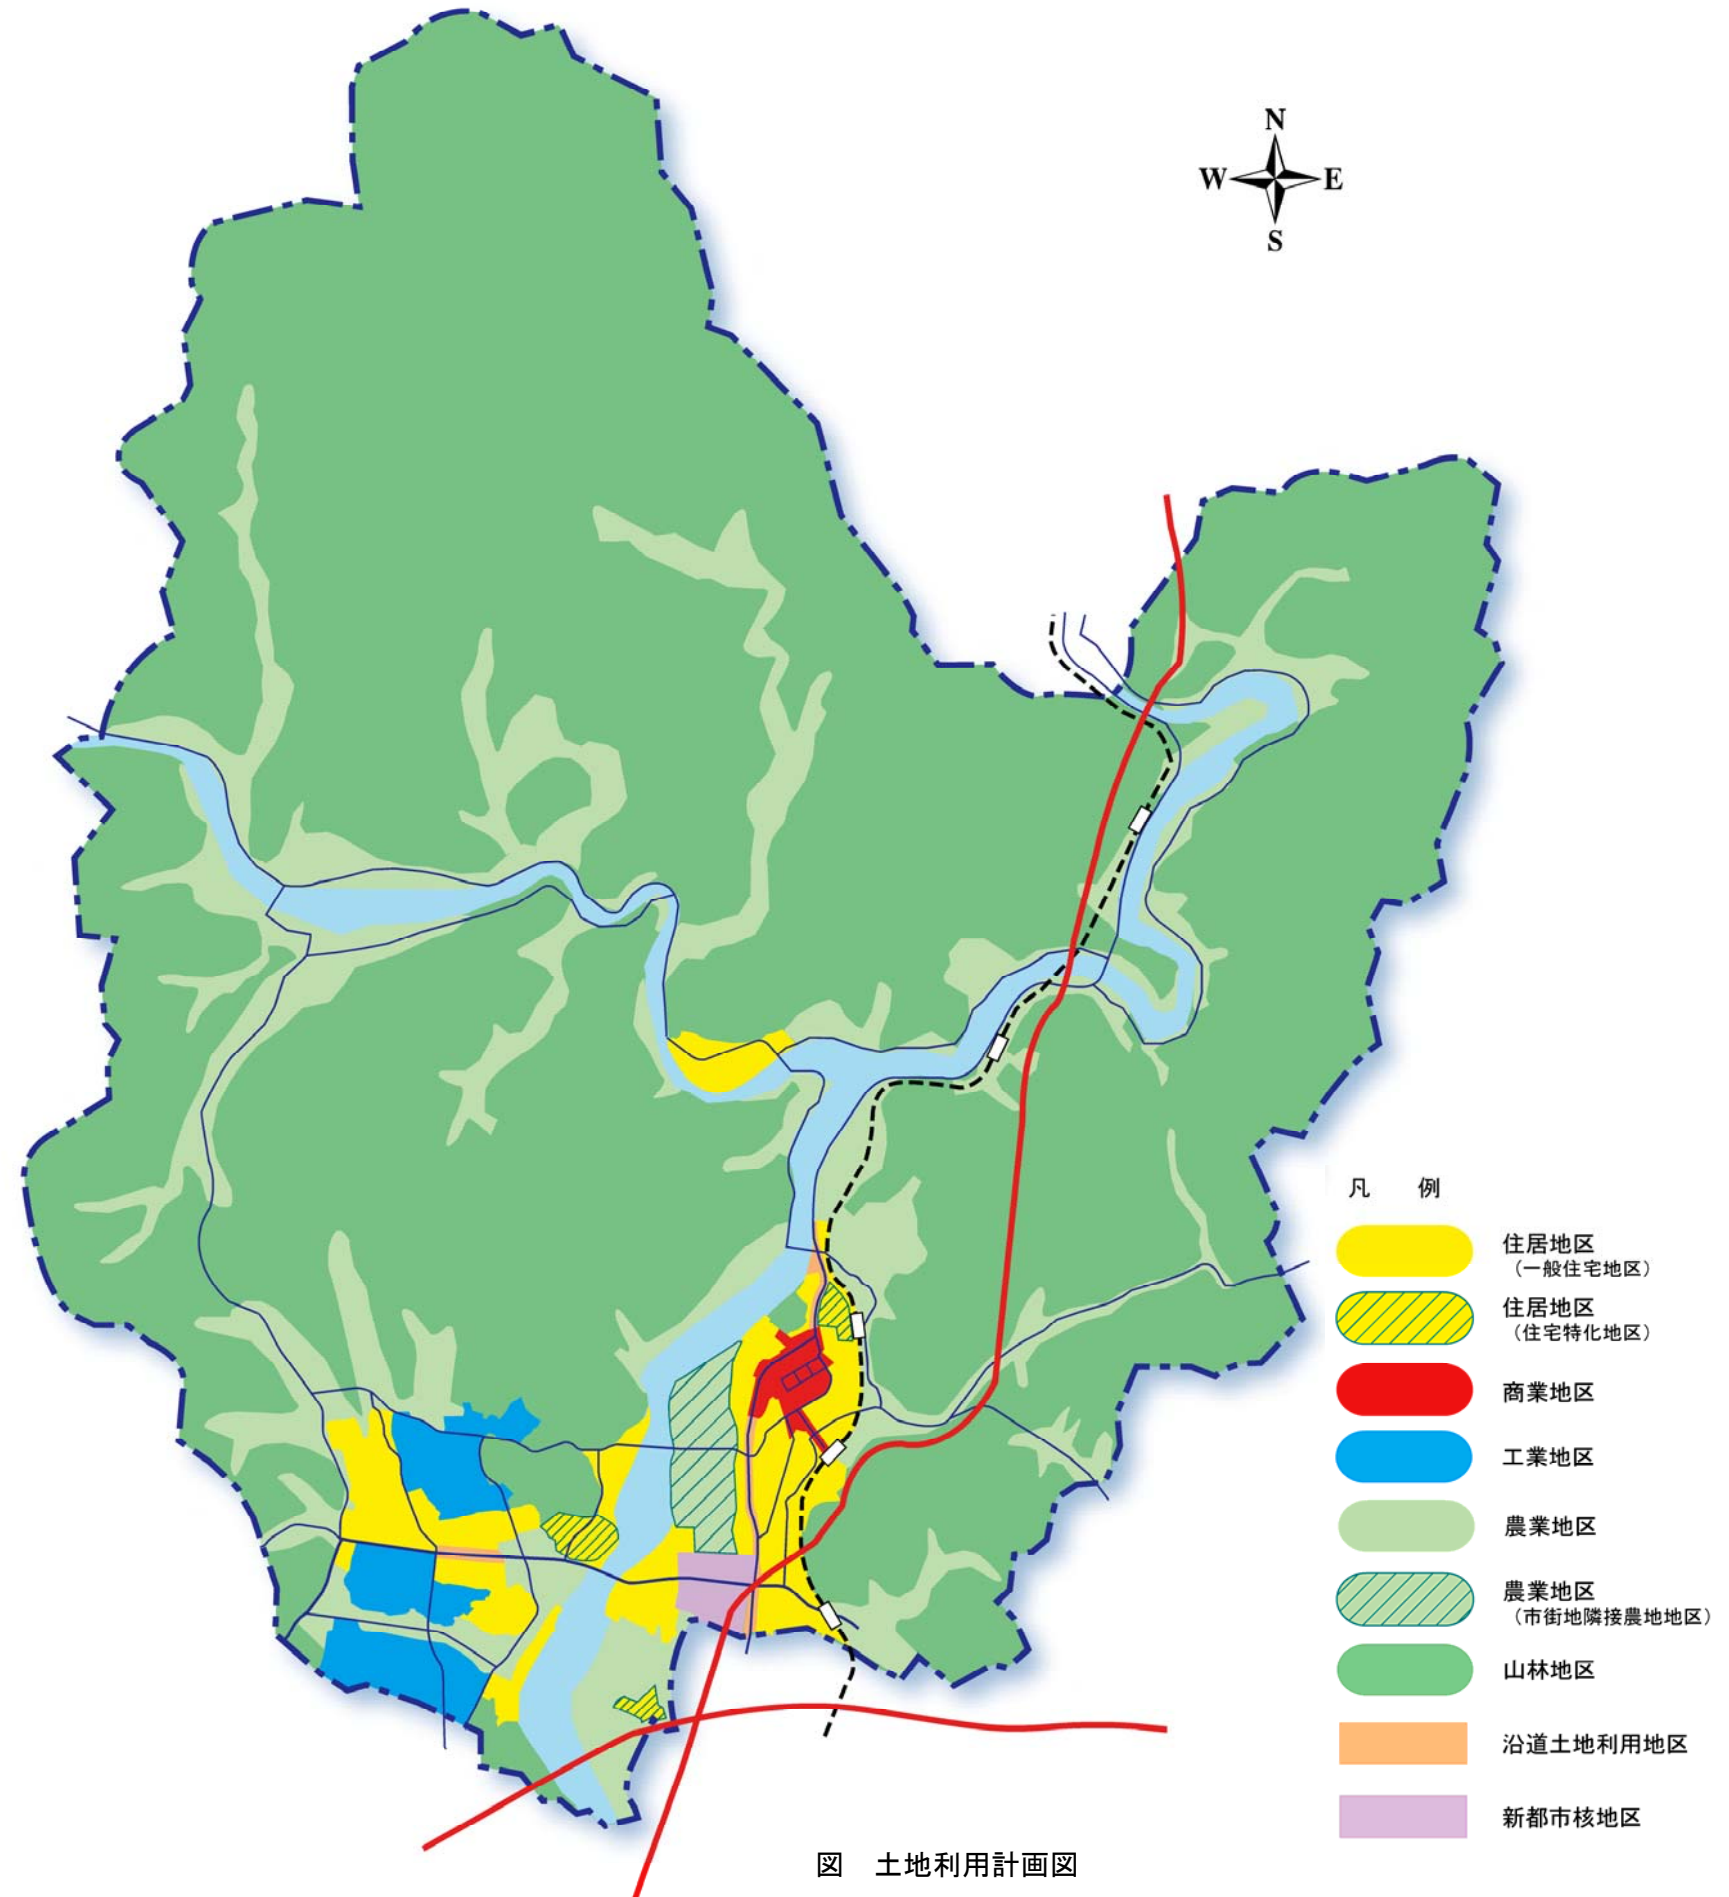 N
W E
S
凡 例
住居地区
（一般住宅地区）
住居地区
（住宅特化地区）
商業地区
工業地区
農業地区
農業地区
（市街地隣接農地地区）
山林地区
沿道土地利用地区
新都市核地区
図 土地利用計画図